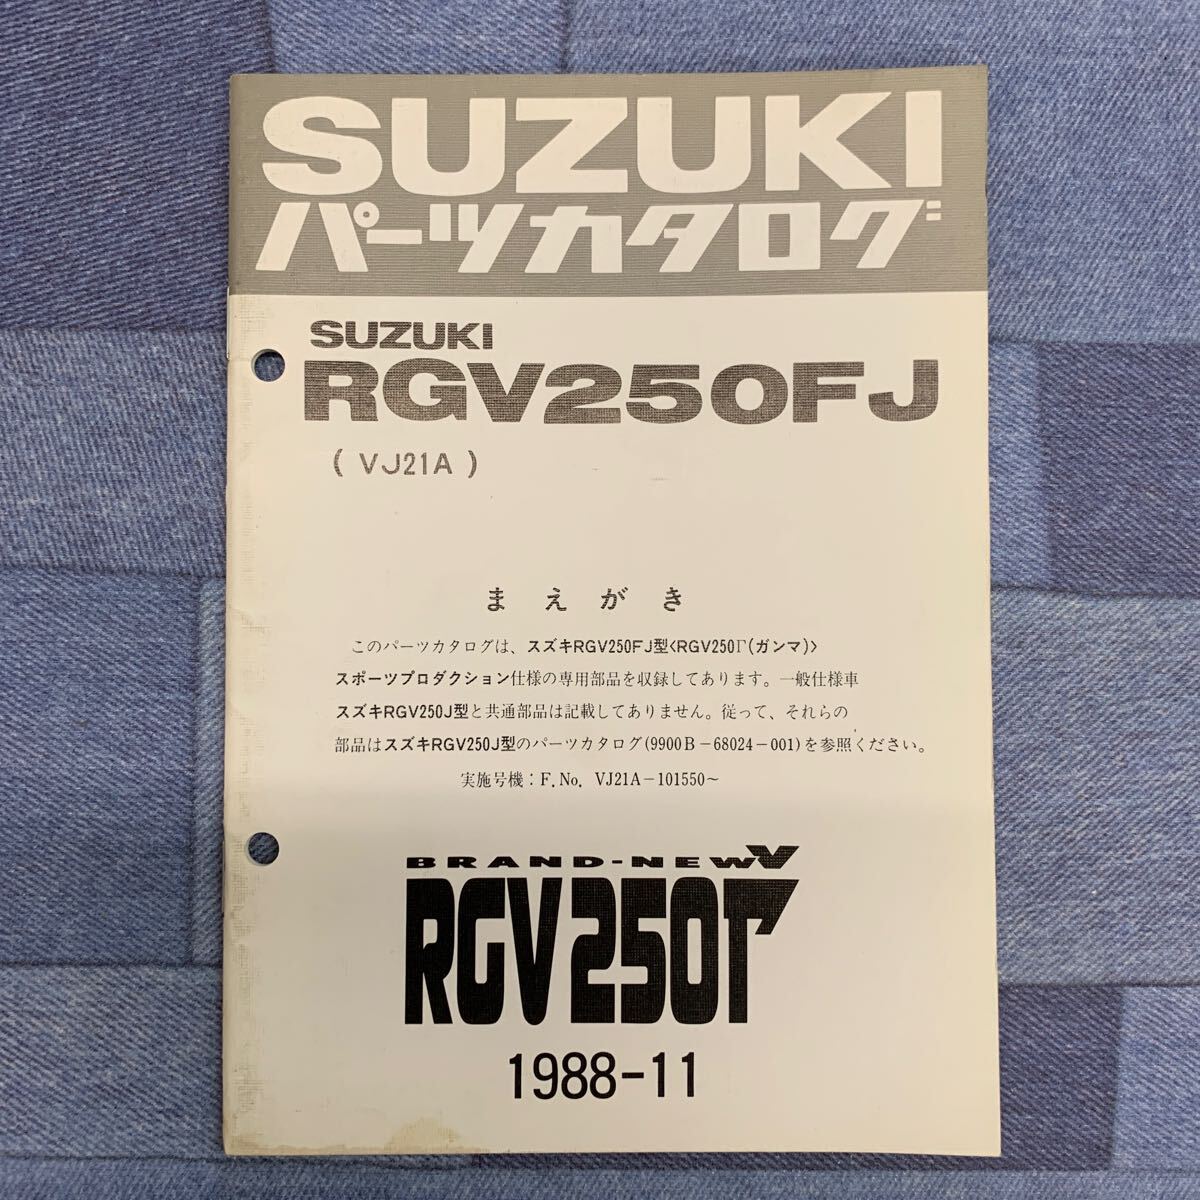 SUZUKI
パーツカタログ
SUZUKI
RGV250FJ
( VJ21A )
まえがき
このパーツカタログは、スズキRGV250FJ型<RGV250Γ(ガンマ)>
スポーツプロダクション仕様の専用部品を収録してあります。一般仕様車
スズキRGV250J型と共通部品は記載してありません。従って、それらの
部品はスズキRGV250J型のパーツカタログ(9900B-68024-001)を参照ください。
実施号機:F.No. VJ21A-101550~
BRAND-NEW V
RGV250Γ
1988-11